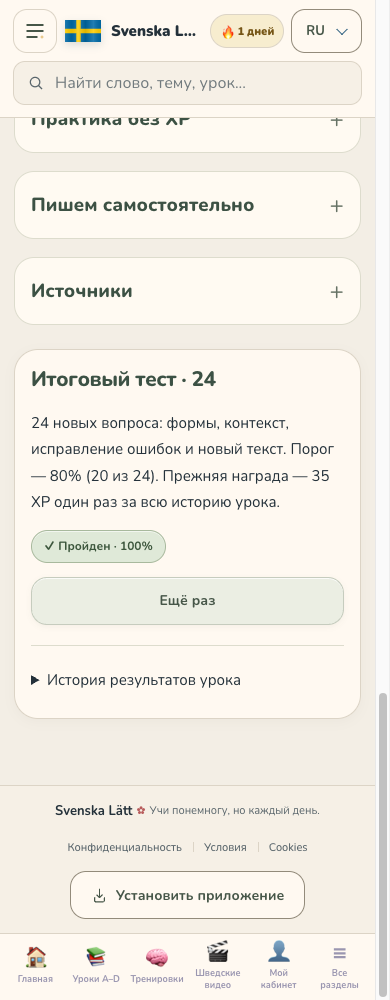 Svenska L...
🔥 1 дней
RU
Найти слово, тему, урок...
Практика без XP
Пишем самостоятельно
Источники
Итоговый тест · 24
24 новых вопроса: формы, контекст,
исправление ошибок и новый текст. Порог
— 80% (20 из 24). Прежняя награда — 35
XP один раз за всю историю урока.
✓ Пройден · 100%
Ещё раз
▶ История результатов урока
Svenska Lätt ✿ Учи понемногу, но каждый день.
Конфиденциальность | Условия | Cookies
Установить приложение
Главная
Уроки A–D
Тренировки
Шведские
видео
Мой
кабинет
Все
разделы